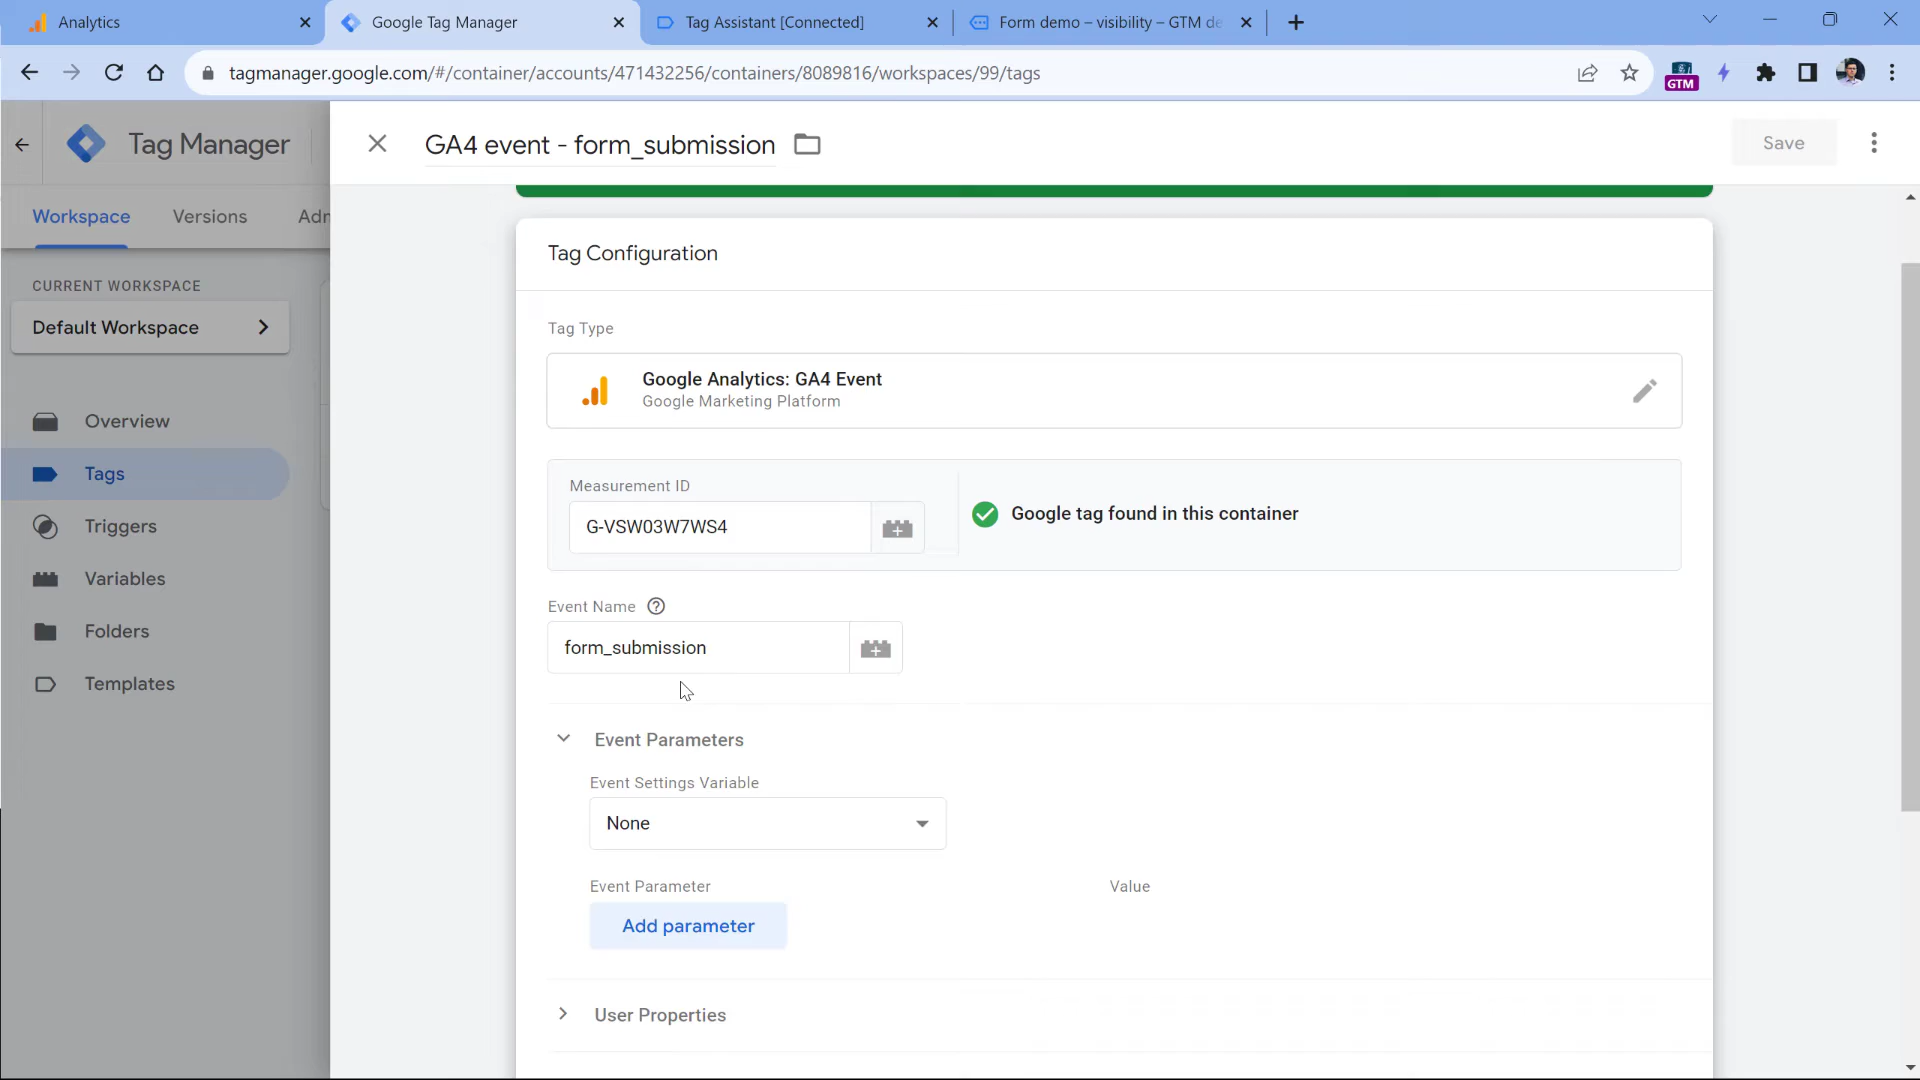 Analytics
Google Tag Manager
Tag Assistant [Connected]
Form demo – visibility – GTM de
tagmanager.google.com/#/container/accounts/471432256/containers/8089816/workspaces/99/tags
GTM
Tag Manager
GA4 event - form_submission
Save
Workspace
Versions
Adm
CURRENT WORKSPACE
Default Workspace
Overview
Tags
Triggers
Variables
Folders
Templates
Tag Configuration
Tag Type
Google Analytics: GA4 Event
Google Marketing Platform
Measurement ID
G-VSW03W7WS4
Google tag found in this container
Event Name
form_submission
Event Parameters
Event Settings Variable
None
Event Parameter
Value
Add parameter
User Properties